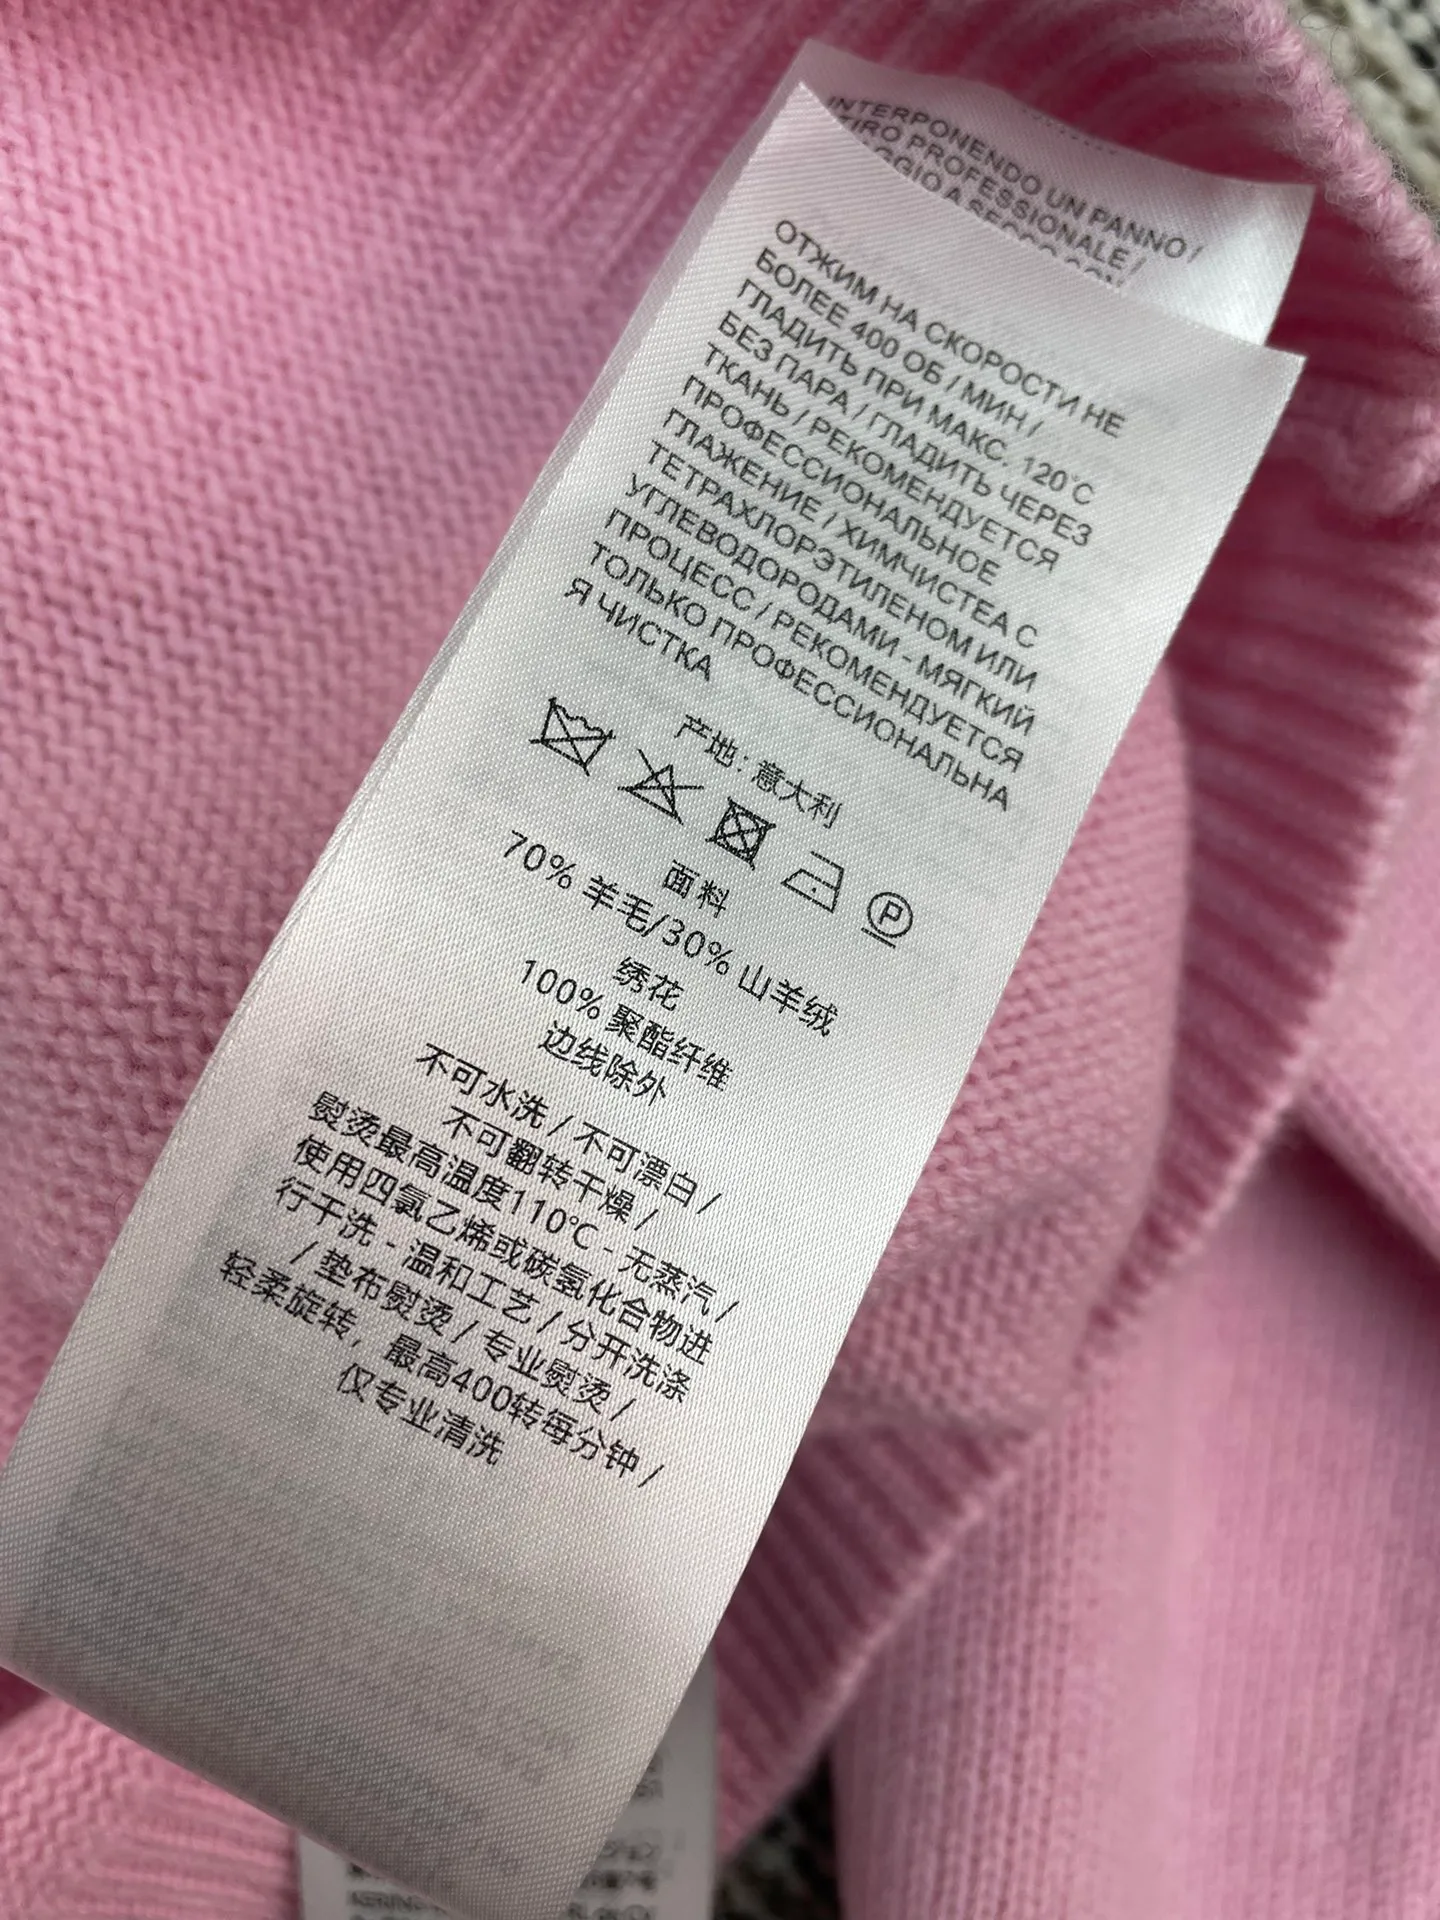 INTERPONENDO UN PANNO /
TIRO PROFESSIONALE /
A SECCO CON
ОТЖИМ НА СКОРОСТИ НЕ
БОЛЕЕ 400 ОБ / МИН /
ГЛАДИТЬ ПРИ МАКС. 120°C
БЕЗ ПАРА / ГЛАДИТЬ ЧЕРЕЗ
ТКАНЬ / РЕКОМЕНДУЕТСЯ
ПРОФЕССИОНАЛЬНОЕ
ГЛАЖЕНИЕ / ХИМЧИСТЕА С
ТЕТРАХЛОРЭТИЛЕНОМ ИЛИ
УГЛЕВОДОРОДАМИ - МЯГКИЙ
ПРОЦЕСС / РЕКОМЕНДУЕТСЯ
ТОЛЬКО ПРОФЕССИОНАЛЬНА
Я ЧИСТКА
产地: 意大利
P
面料
70% 羊毛/30% 山羊绒
绣花
100% 聚酯纤维
边线除外
不可水洗 / 不可漂白 /
不可翻转干燥 /
熨烫最高温度110℃ - 无蒸汽 /
使用四氯乙烯或碳氢化合物进
行干洗 - 温和工艺 / 分开洗涤
/ 垫布熨烫 / 专业熨烫 /
轻柔旋转, 最高400转每分钟 /
仅专业清洗